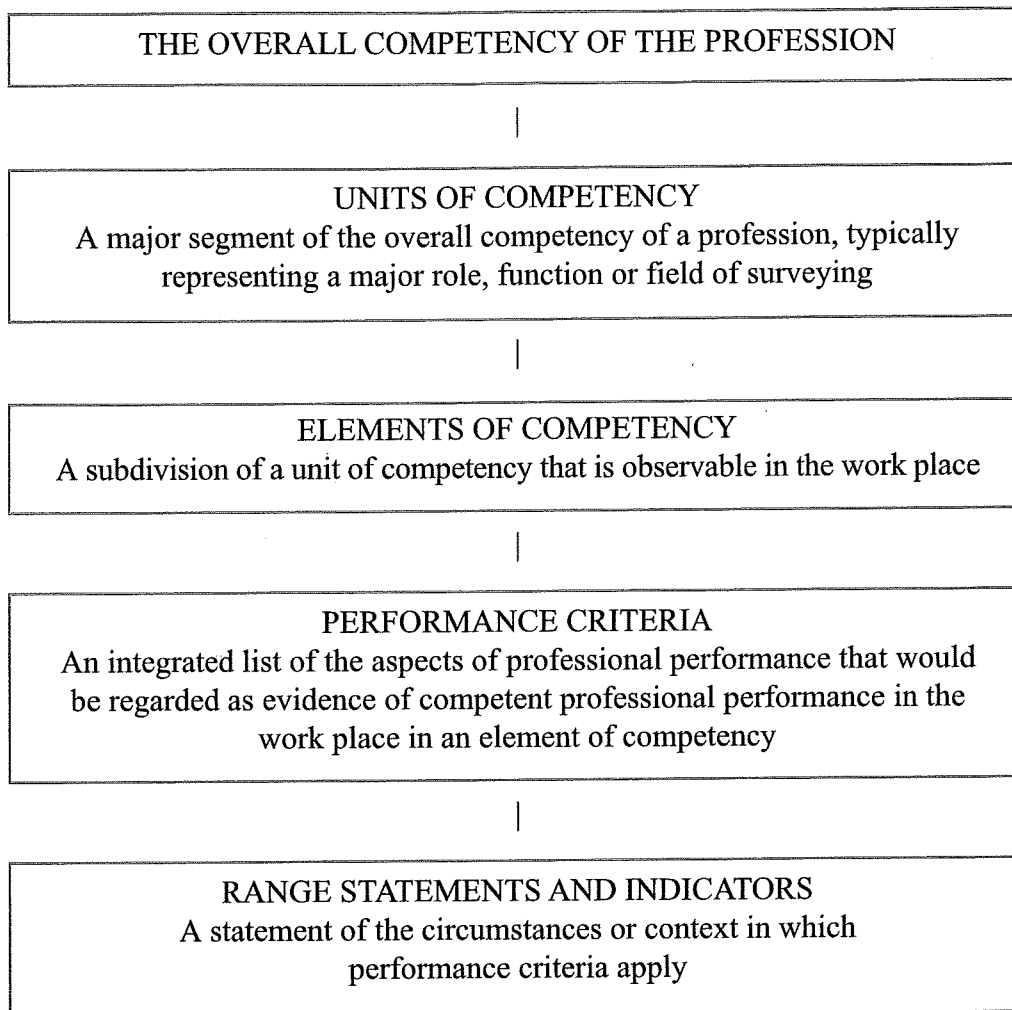 THE OVERALL COMPETENCY OF THE PROFESSION
UNITS OF COMPETENCY
A major segment of the overall competency of a profession, typically
representing a major role, function or field of surveying
ELEMENTS OF COMPETENCY
A subdivision of a unit of competency that is observable in the work place
PERFORMANCE CRITERIA
An integrated list of the aspects of professional performance that would
be regarded as evidence of competent professional performance in the
work place in an element of competency
RANGE STATEMENTS AND INDICATORS
A statement of the circumstances or context in which
performance criteria apply